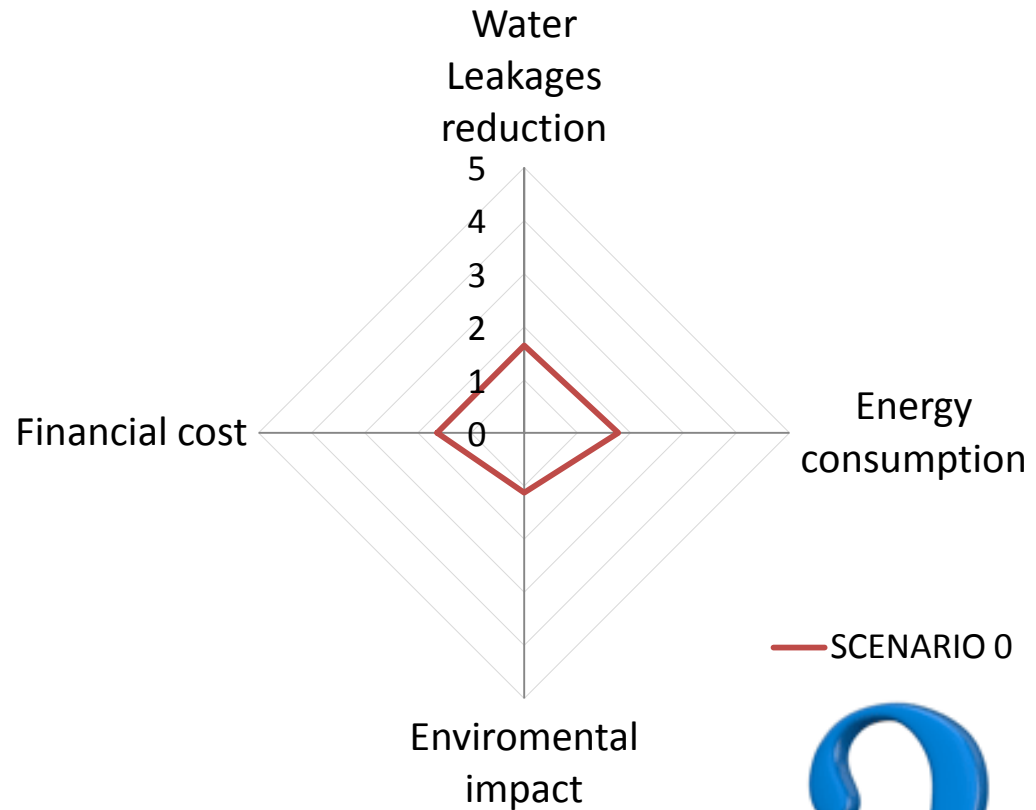 Water
Leakages
reduction
5
4
3
2
1
0
Financial cost
Energy
consumption
SCENARIO 0
Enviromental
impact